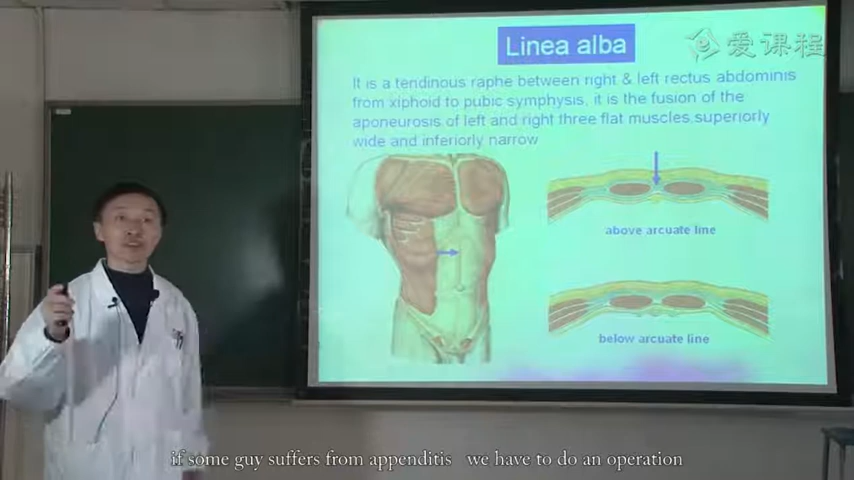 Linea alba
爱课程
It is a tendinous raphe between right & left rectus abdominis
from xiphoid to pubic symphysis, it is the fusion of the
aponeurosis of left and right three flat muscles.superiorly
wide and inferiorly narrow
above arcuate line
below arcuate line
if some guy suffers from appenditis we have to do an operation